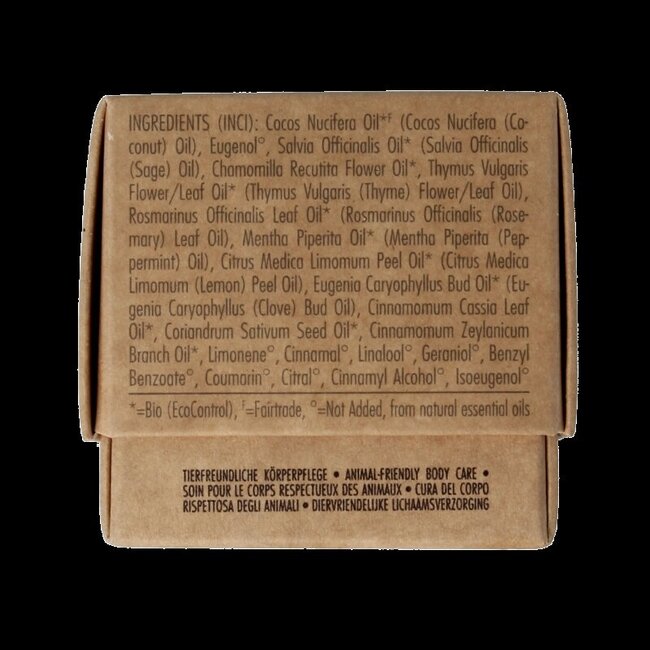 INGREDIENTS (INCI): Cocos Nucifera Oil*ᶠ (Cocos Nucifera (Co-
conut) Oil), Eugenol°, Salvia Officinalis Oil* (Salvia Officinalis
(Sage) Oil), Chamomilla Recutita Flower Oil*, Thymus Vulgaris
Flower/Leaf Oil* (Thymus Vulgaris (Thyme) Flower/Leaf Oil),
Rosmarinus Officinalis Leaf Oil* (Rosmarinus Officinalis (Rose-
mary) Leaf Oil), Mentha Piperita Oil* (Mentha Piperita (Pep-
permint) Oil), Citrus Medica Limomum Peel Oil* (Citrus Medica
Limomum (Lemon) Peel Oil), Eugenia Caryophyllus Bud Oil* (Eu-
genia Caryophyllus (Clove) Bud Oil), Cinnamomum Cassia Leaf
Oil*, Coriandrum Sativum Seed Oil*, Cinnamomum Zeylanicum
Branch Oil*, Limonene°, Cinnamal°, Linalool°, Geraniol°, Benzyl
Benzoate°, Coumarin°, Citral°, Cinnamyl Alcohol°, Isoeugenol°
*=Bio (EcoControl), ᶠ=Fairtrade, °=Not Added, from natural essential oils
TIERFREUNDLICHE KÖRPERPFLEGE • ANIMAL-FRIENDLY BODY CARE •
SOIN POUR LE CORPS RESPECTUEUX DES ANIMAUX • CURA DEL CORPO
RISPETTOSA DEGLI ANIMALI • DIERVRIENDELIJKE LICHAAMSVERZORGING